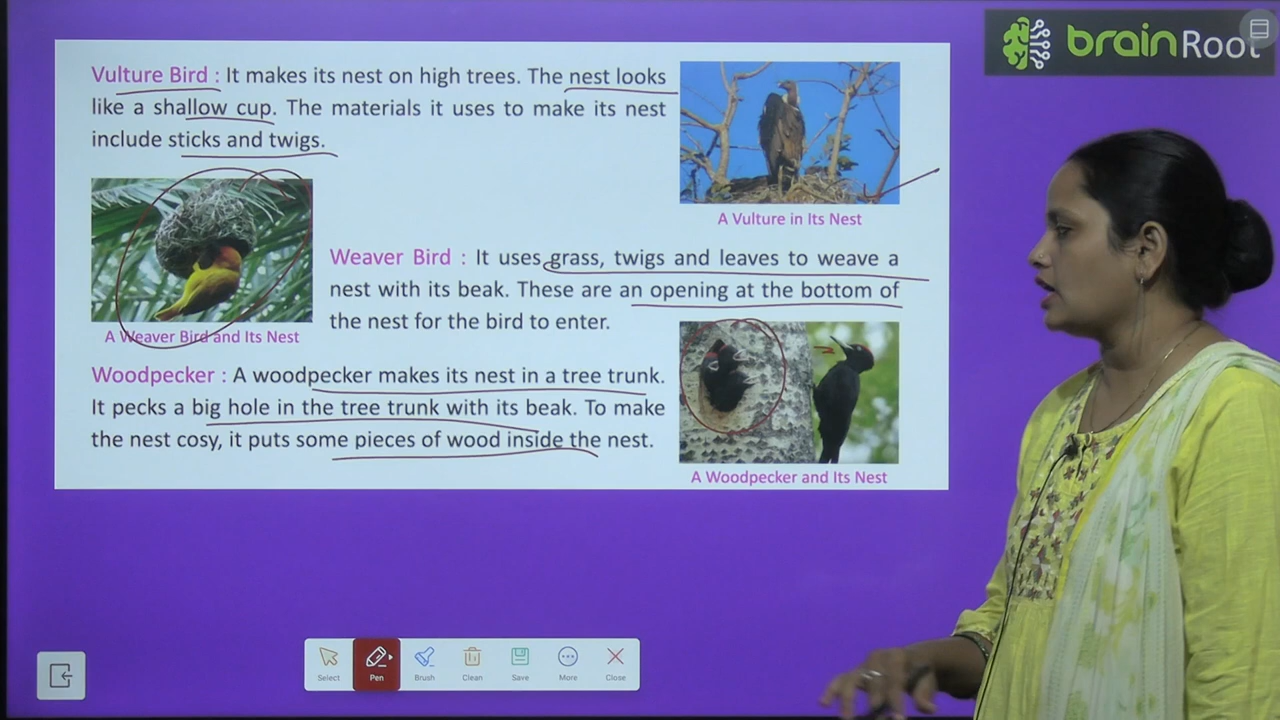 brainRoot
Vulture Bird : It makes its nest on high trees. The nest looks
like a shallow cup. The materials it uses to make its nest
include sticks and twigs.
A Vulture in Its Nest
Weaver Bird : It uses grass, twigs and leaves to weave a
nest with its beak. These are an opening at the bottom of
the nest for the bird to enter.
A Weaver Bird and Its Nest
Woodpecker : A woodpecker makes its nest in a tree trunk.
It pecks a big hole in the tree trunk with its beak. To make
the nest cosy, it puts some pieces of wood inside the nest.
A Woodpecker and Its Nest
Select Pen Brush Clean Save More Close